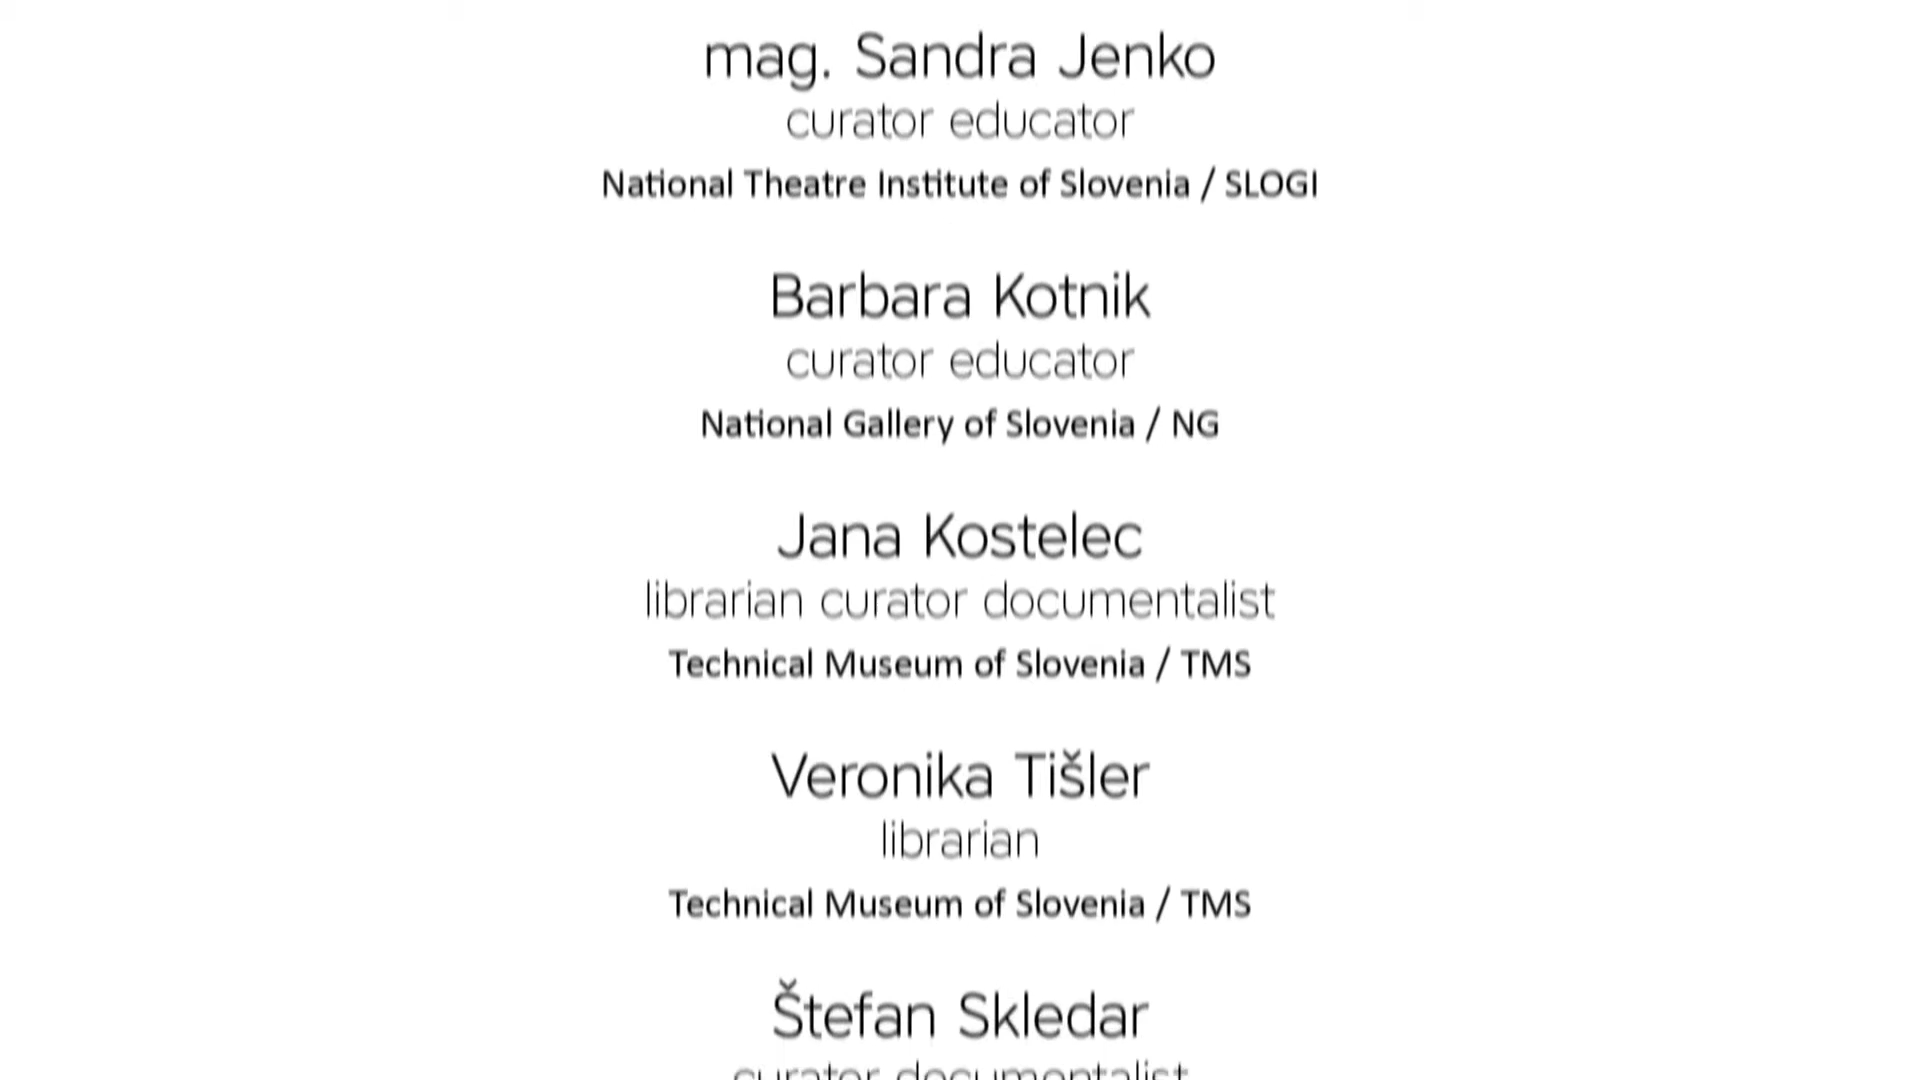 mag. Sandra Jenko
curator educator
National Theatre Institute of Slovenia / SLOGI
Barbara Kotnik
curator educator
National Gallery of Slovenia / NG
Jana Kostelec
librarian curator documentalist
Technical Museum of Slovenia / TMS
Veronika Tišler
librarian
Technical Museum of Slovenia / TMS
Štefan Skledar
curator documentalist